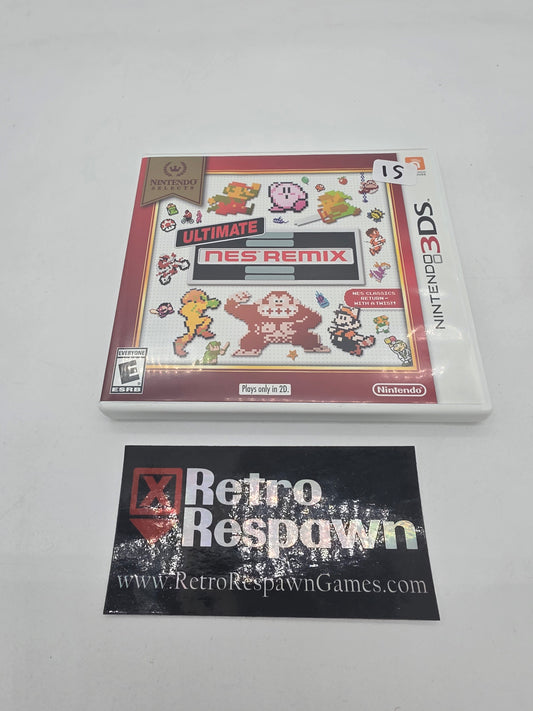 NINTENDO
SELECTS
15
ULTIMATE
NES REMIX
NES CLASSICS
RETURN –
WITH A TWIST!
NINTENDO 3DS
EVERYONE
E
ESRB
Plays only in 2D.
Nintendo
X Retro
Respawn
www.RetroRespawnGames.com